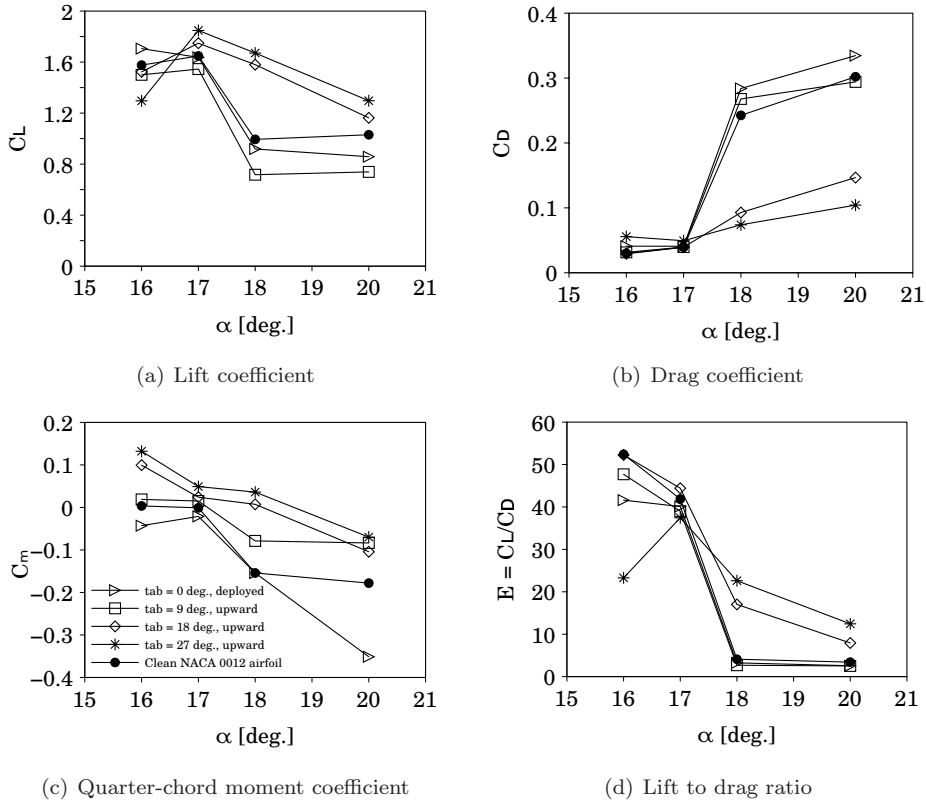 2
1.6
1.2
0.8
0.4
0
CL
15 16 17 18 19 20 21
α [deg.]
(a) Lift coefficient
0.4
0.3
0.2
0.1
0
CD
15 16 17 18 19 20 21
α [deg.]
(b) Drag coefficient
0.2
0.1
0
−0.1
−0.2
−0.3
−0.4
Cm
tab = 0 deg., deployed
tab = 9 deg., upward
tab = 18 deg., upward
tab = 27 deg., upward
Clean NACA 0012 airfoil
15 16 17 18 19 20 21
α [deg.]
(c) Quarter-chord moment coefficient
60
50
40
30
20
10
0
E = CL/CD
15 16 17 18 19 20 21
α [deg.]
(d) Lift to drag ratio